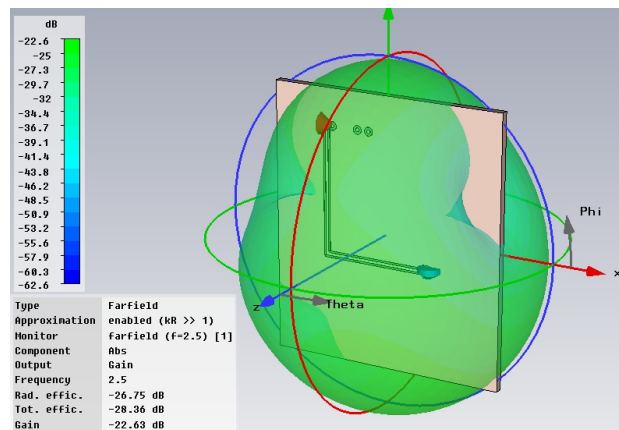 dB
-22.6
-25
-27.3
-29.7
-32
-34.4
-36.7
-39.1
-41.4
-43.8
-46.2
-48.5
-50.9
-53.2
-55.6
-57.9
-60.3
-62.6
Phi
x
z
Theta
Type Farfield
Approximation enabled (kR >> 1)
Monitor farfield (f=2.5) [1]
Component Abs
Output Gain
Frequency 2.5
Rad. effic. -26.75 dB
Tot. effic. -28.36 dB
Gain -22.63 dB